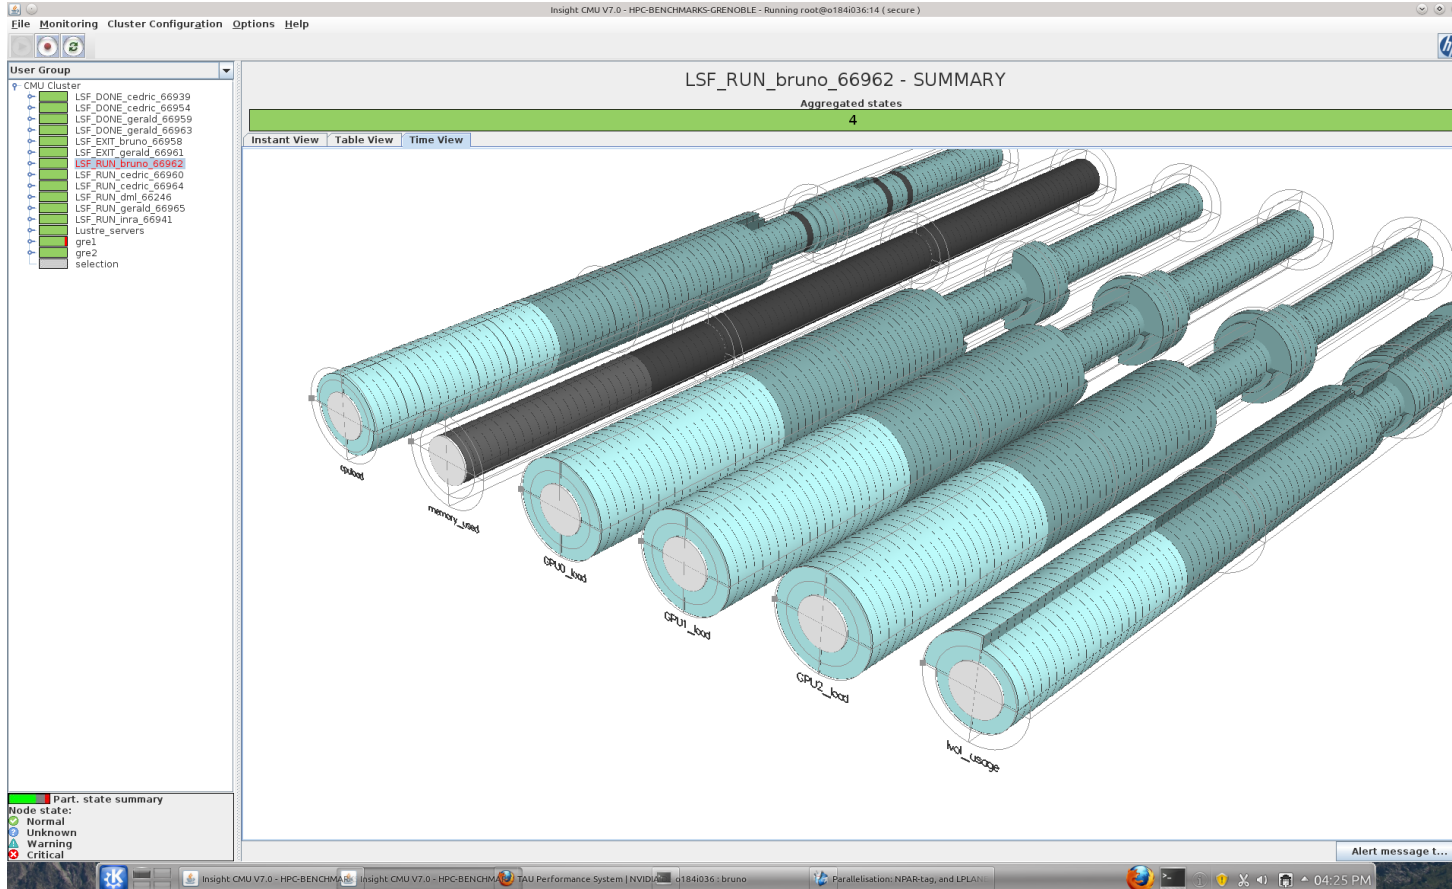 Insight CMU V7.0 - HPC-BENCHMARKS-GRENOBLE - Running root@o184i036:14 ( secure )
File Monitoring Cluster Configuration Options Help
User Group
CMU Cluster
LSF_DONE_cedric_66939
LSF_DONE_cedric_66954
LSF_DONE_gerald_66959
LSF_DONE_gerald_66963
LSF_EXIT_bruno_66958
LSF_EXIT_gerald_66961
LSF_RUN_bruno_66962
LSF_RUN_cedric_66960
LSF_RUN_cedric_66964
LSF_RUN_dml_66246
LSF_RUN_gerald_66965
LSF_RUN_inra_66941
Lustre_servers
gre1
gre2
selection
LSF_RUN_bruno_66962 - SUMMARY
Aggregated states
4
Instant View Table View Time View
cpuload
memory_used
GPU0_load
GPU1_load
GPU2_load
lvol_usage
Part. state summary
Node state:
Normal
Unknown
Warning
Critical
Alert message t...
Insight CMU V7.0 - HPC-BENCHMAR
Insight CMU V7.0 - HPC-BENCHMA
TAU Performance System | NVIDIA
o184i036 : bruno
Parallelisation: NPAR-tag, and LPLAN
04:25 PM